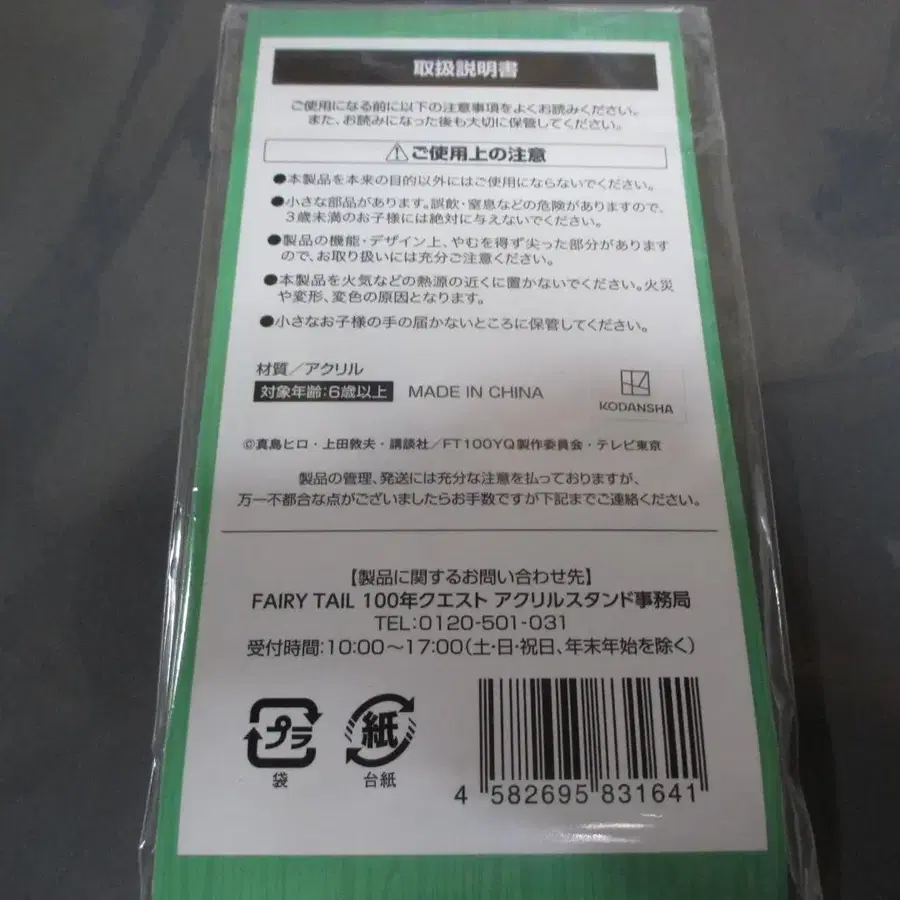 取扱説明書
ご使用になる前に以下の注意事項をよくお読みください。
また、お読みになった後も大切に保管してください。
⚠ご使用上の注意
●本製品を本来の目的以外にはご使用にならないでください。
●小さな部品があります。誤飲・窒息などの危険がありますので、
3歳未満のお子様には絶対に与えないでください。
●製品の機能・デザイン上、やむを得ず尖った部分があります
ので、お取り扱いには充分ご注意ください。
●本製品を火気などの熱源の近くに置かないでください。火災
や変形、変色の原因となります。
●小さなお子様の手の届かないところに保管してください。
材質／アクリル
対象年齢:6歳以上 MADE IN CHINA
KODANSHA
©真島ヒロ・上田敦夫・講談社／FT100YQ製作委員会・テレビ東京
製品の管理、発送には充分な注意を払っておりますが、
万一不都合な点がございましたらお手数ですが下記までご連絡ください。
【製品に関するお問い合わせ先】
FAIRY TAIL 100年クエスト アクリルスタンド事務局
TEL:0120-501-031
受付時間:10:00〜17:00(土・日・祝日、年末年始を除く)
プラ 紙
袋 台紙
4 582695 831641